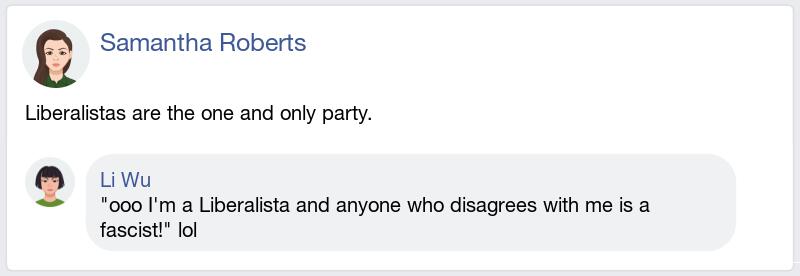 Samantha Roberts
Liberalistas are the one and only party.
Li Wu
"ooo I'm a Liberalista and anyone who disagrees with me is a
fascist!" lol